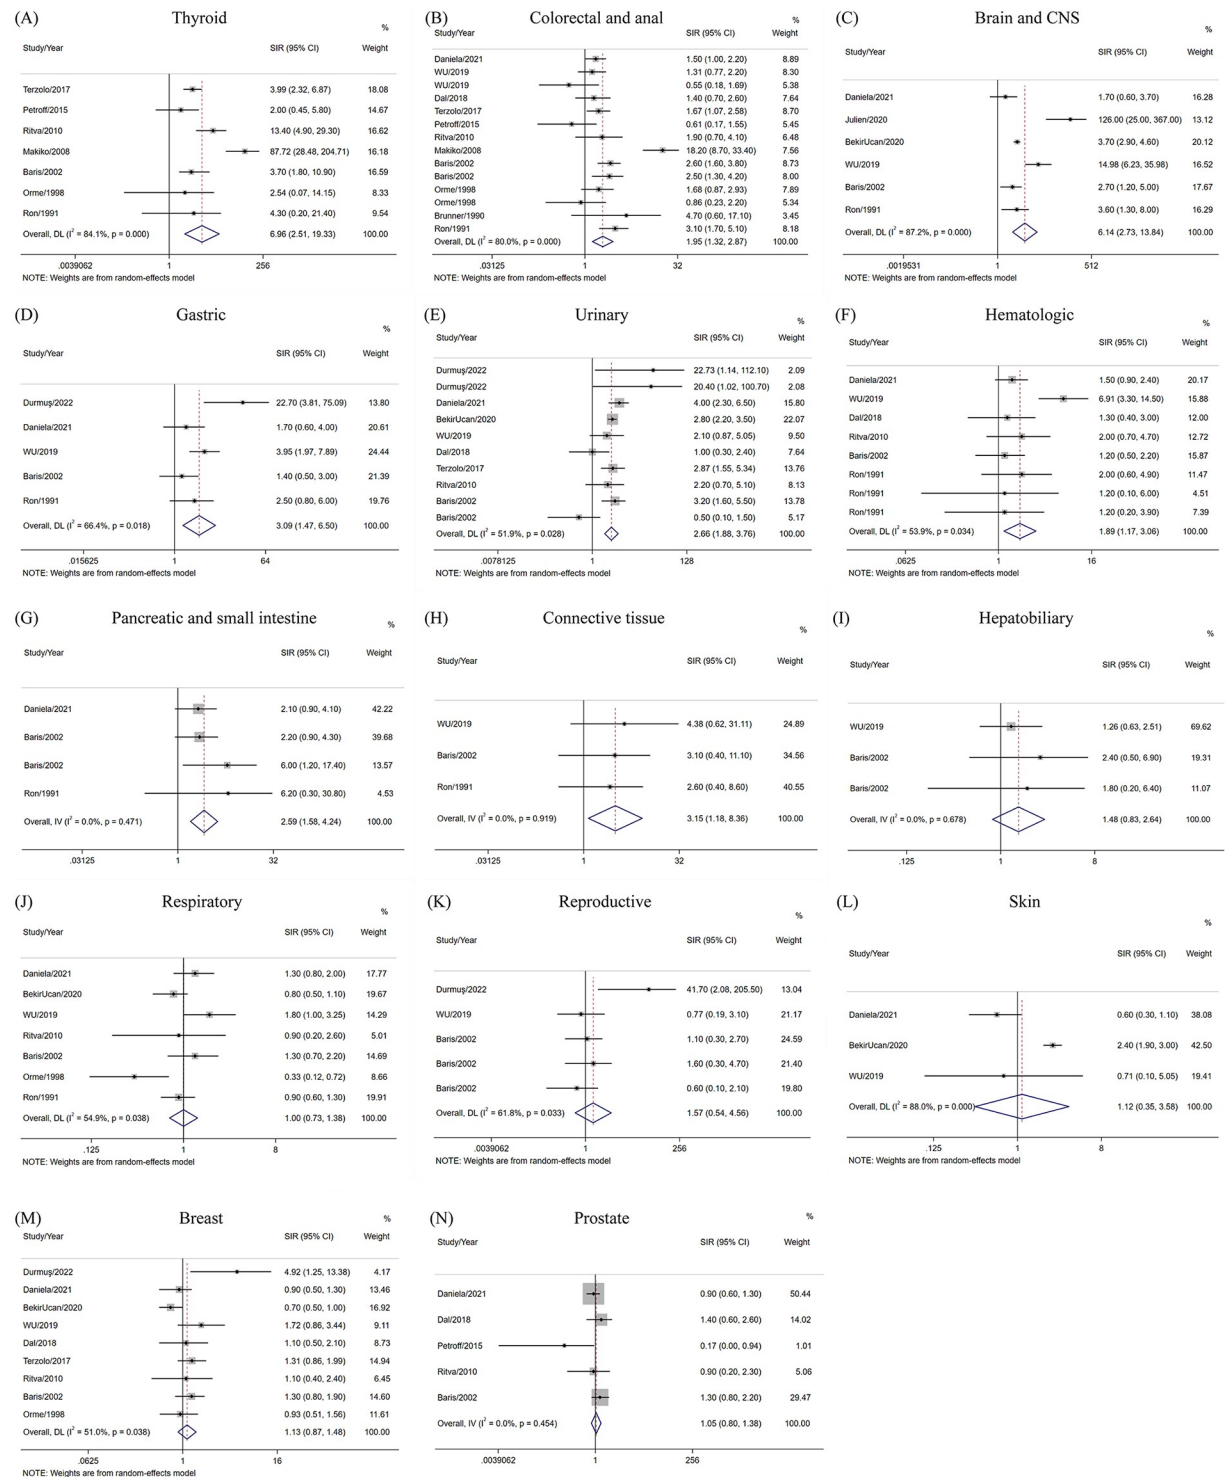 (A) Thyroid
%
Study/Year SIR (95% CI) Weight
Terzolo/2017 3.99 (2.32, 6.87) 18.08
Petroff/2015 2.00 (0.45, 5.80) 14.67
Ritva/2010 13.40 (4.90, 29.30) 16.62
Makiko/2008 87.72 (28.48, 204.71) 16.18
Baris/2002 3.70 (1.80, 10.90) 16.59
Orme/1998 2.54 (0.07, 14.15) 8.33
Ron/1991 4.30 (0.20, 21.40) 9.54
Overall, DL (I² = 84.1%, p = 0.000) 6.96 (2.51, 19.33) 100.00
.0039062 1 256
NOTE: Weights are from random-effects model
(B) Colorectal and anal
%
Study/Year SIR (95% CI) Weight
Daniela/2021 1.50 (1.00, 2.20) 8.89
WU/2019 1.31 (0.77, 2.20) 8.30
WU/2019 0.55 (0.18, 1.69) 5.38
Dal/2018 1.40 (0.70, 2.60) 7.64
Terzolo/2017 1.67 (1.07, 2.58) 8.70
Petroff/2015 0.61 (0.17, 1.55) 5.45
Ritva/2010 1.90 (0.70, 4.10) 6.48
Makiko/2008 18.20 (8.70, 33.40) 7.56
Baris/2002 2.60 (1.60, 3.80) 8.73
Baris/2002 2.50 (1.30, 4.20) 8.00
Orme/1998 1.68 (0.87, 2.93) 7.89
Orme/1998 0.86 (0.23, 2.20) 5.34
Brunner/1990 4.70 (0.60, 17.10) 3.45
Ron/1991 3.10 (1.70, 5.10) 8.18
Overall, DL (I² = 80.0%, p = 0.000) 1.95 (1.32, 2.87) 100.00
.03125 1 32
NOTE: Weights are from random-effects model
(C) Brain and CNS
%
Study/Year SIR (95% CI) Weight
Daniela/2021 1.70 (0.60, 3.70) 16.28
Julien/2020 126.00 (25.00, 367.00) 13.12
BekirUcan/2020 3.70 (2.90, 4.60) 20.12
WU/2019 14.98 (6.23, 35.98) 16.52
Baris/2002 2.70 (1.20, 5.00) 17.67
Ron/1991 3.60 (1.30, 8.00) 16.29
Overall, DL (I² = 87.2%, p = 0.000) 6.14 (2.73, 13.84) 100.00
.0019531 1 512
NOTE: Weights are from random-effects model
(D) Gastric
%
Study/Year SIR (95% CI) Weight
Durmuş/2022 22.70 (3.81, 75.09) 13.80
Daniela/2021 1.70 (0.60, 4.00) 20.61
WU/2019 3.95 (1.97, 7.89) 24.44
Baris/2002 1.40 (0.50, 3.00) 21.39
Ron/1991 2.50 (0.80, 6.00) 19.76
Overall, DL (I² = 66.4%, p = 0.018) 3.09 (1.47, 6.50) 100.00
.015625 1 64
NOTE: Weights are from random-effects model
(E) Urinary
%
Study/Year SIR (95% CI) Weight
Durmuş/2022 22.73 (1.14, 112.10) 2.09
Durmuş/2022 20.40 (1.02, 100.70) 2.08
Daniela/2021 4.00 (2.30, 6.50) 15.80
BekirUcan/2020 2.80 (2.20, 3.50) 22.07
WU/2019 2.10 (0.87, 5.05) 9.50
Dal/2018 1.00 (0.30, 2.40) 7.64
Terzolo/2017 2.87 (1.55, 5.34) 13.76
Ritva/2010 2.20 (0.70, 5.10) 8.13
Baris/2002 3.20 (1.60, 5.50) 13.78
Baris/2002 0.50 (0.10, 1.50) 5.17
Overall, DL (I² = 51.9%, p = 0.028) 2.66 (1.88, 3.76) 100.00
.0078125 1 128
NOTE: Weights are from random-effects model
(F) Hematologic
%
Study/Year SIR (95% CI) Weight
Daniela/2021 1.50 (0.90, 2.40) 20.17
WU/2019 6.91 (3.30, 14.50) 15.88
Dal/2018 1.30 (0.40, 3.00) 12.00
Ritva/2010 2.00 (0.70, 4.70) 12.72
Baris/2002 1.20 (0.50, 2.20) 15.87
Ron/1991 2.00 (0.60, 4.90) 11.47
Ron/1991 1.20 (0.10, 6.00) 4.51
Ron/1991 1.20 (0.20, 3.90) 7.39
Overall, DL (I² = 53.9%, p = 0.034) 1.89 (1.17, 3.06) 100.00
.0625 1 16
NOTE: Weights are from random-effects model
(G) Pancreatic and small intestine
%
Study/Year SIR (95% CI) Weight
Daniela/2021 2.10 (0.90, 4.10) 42.22
Baris/2002 2.20 (0.90, 4.30) 39.68
Baris/2002 6.00 (1.20, 17.40) 13.57
Ron/1991 6.20 (0.30, 30.80) 4.53
Overall, IV (I² = 0.0%, p = 0.471) 2.59 (1.58, 4.24) 100.00
.03125 1 32
(H) Connective tissue
%
Study/Year SIR (95% CI) Weight
WU/2019 4.38 (0.62, 31.11) 24.89
Baris/2002 3.10 (0.40, 11.10) 34.56
Ron/1991 2.60 (0.40, 8.60) 40.55
Overall, IV (I² = 0.0%, p = 0.919) 3.15 (1.18, 8.36) 100.00
.03125 1 32
(I) Hepatobiliary
%
Study/Year SIR (95% CI) Weight
WU/2019 1.26 (0.63, 2.51) 69.62
Baris/2002 2.40 (0.50, 6.90) 19.31
Baris/2002 1.80 (0.20, 6.40) 11.07
Overall, IV (I² = 0.0%, p = 0.678) 1.48 (0.83, 2.64) 100.00
.125 1 8
(J) Respiratory
%
Study/Year SIR (95% CI) Weight
Daniela/2021 1.30 (0.80, 2.00) 17.77
BekirUcan/2020 0.80 (0.50, 1.10) 19.67
WU/2019 1.80 (1.00, 3.25) 14.29
Ritva/2010 0.90 (0.20, 2.60) 5.01
Baris/2002 1.30 (0.70, 2.20) 14.69
Orme/1998 0.33 (0.12, 0.72) 8.66
Ron/1991 0.90 (0.60, 1.30) 19.91
Overall, DL (I² = 54.9%, p = 0.038) 1.00 (0.73, 1.38) 100.00
.125 1 8
NOTE: Weights are from random-effects model
(K) Reproductive
%
Study/Year SIR (95% CI) Weight
Durmuş/2022 41.70 (2.08, 205.50) 13.04
WU/2019 0.77 (0.19, 3.10) 21.17
Baris/2002 1.10 (0.30, 2.70) 24.59
Baris/2002 1.60 (0.30, 4.70) 21.40
Baris/2002 0.60 (0.10, 2.10) 19.80
Overall, DL (I² = 61.8%, p = 0.033) 1.57 (0.54, 4.56) 100.00
.0039062 1 256
NOTE: Weights are from random-effects model
(L) Skin
%
Study/Year SIR (95% CI) Weight
Daniela/2021 0.60 (0.30, 1.10) 38.08
BekirUcan/2020 2.40 (1.90, 3.00) 42.50
WU/2019 0.71 (0.10, 5.05) 19.41
Overall, DL (I² = 88.0%, p = 0.000) 1.12 (0.35, 3.58) 100.00
.125 1 8
NOTE: Weights are from random-effects model
(M) Breast
%
Study/Year SIR (95% CI) Weight
Durmuş/2022 4.92 (1.25, 13.38) 4.17
Daniela/2021 0.90 (0.50, 1.30) 13.46
BekirUcan/2020 0.70 (0.50, 1.00) 16.92
WU/2019 1.72 (0.86, 3.44) 9.11
Dal/2018 1.10 (0.50, 2.10) 8.73
Terzolo/2017 1.31 (0.86, 1.99) 14.94
Ritva/2010 1.10 (0.40, 2.40) 6.45
Baris/2002 1.30 (0.80, 1.90) 14.60
Orme/1998 0.93 (0.51, 1.56) 11.61
Overall, DL (I² = 51.0%, p = 0.038) 1.13 (0.87, 1.48) 100.00
.0625 1 16
NOTE: Weights are from random-effects model
(N) Prostate
%
Study/Year SIR (95% CI) Weight
Daniela/2021 0.90 (0.60, 1.30) 50.44
Dal/2018 1.40 (0.60, 2.60) 14.02
Petroff/2015 0.17 (0.00, 0.94) 1.01
Ritva/2010 0.90 (0.20, 2.30) 5.06
Baris/2002 1.30 (0.80, 2.20) 29.47
Overall, IV (I² = 0.0%, p = 0.454) 1.05 (0.80, 1.38) 100.00
.0039062 1 256